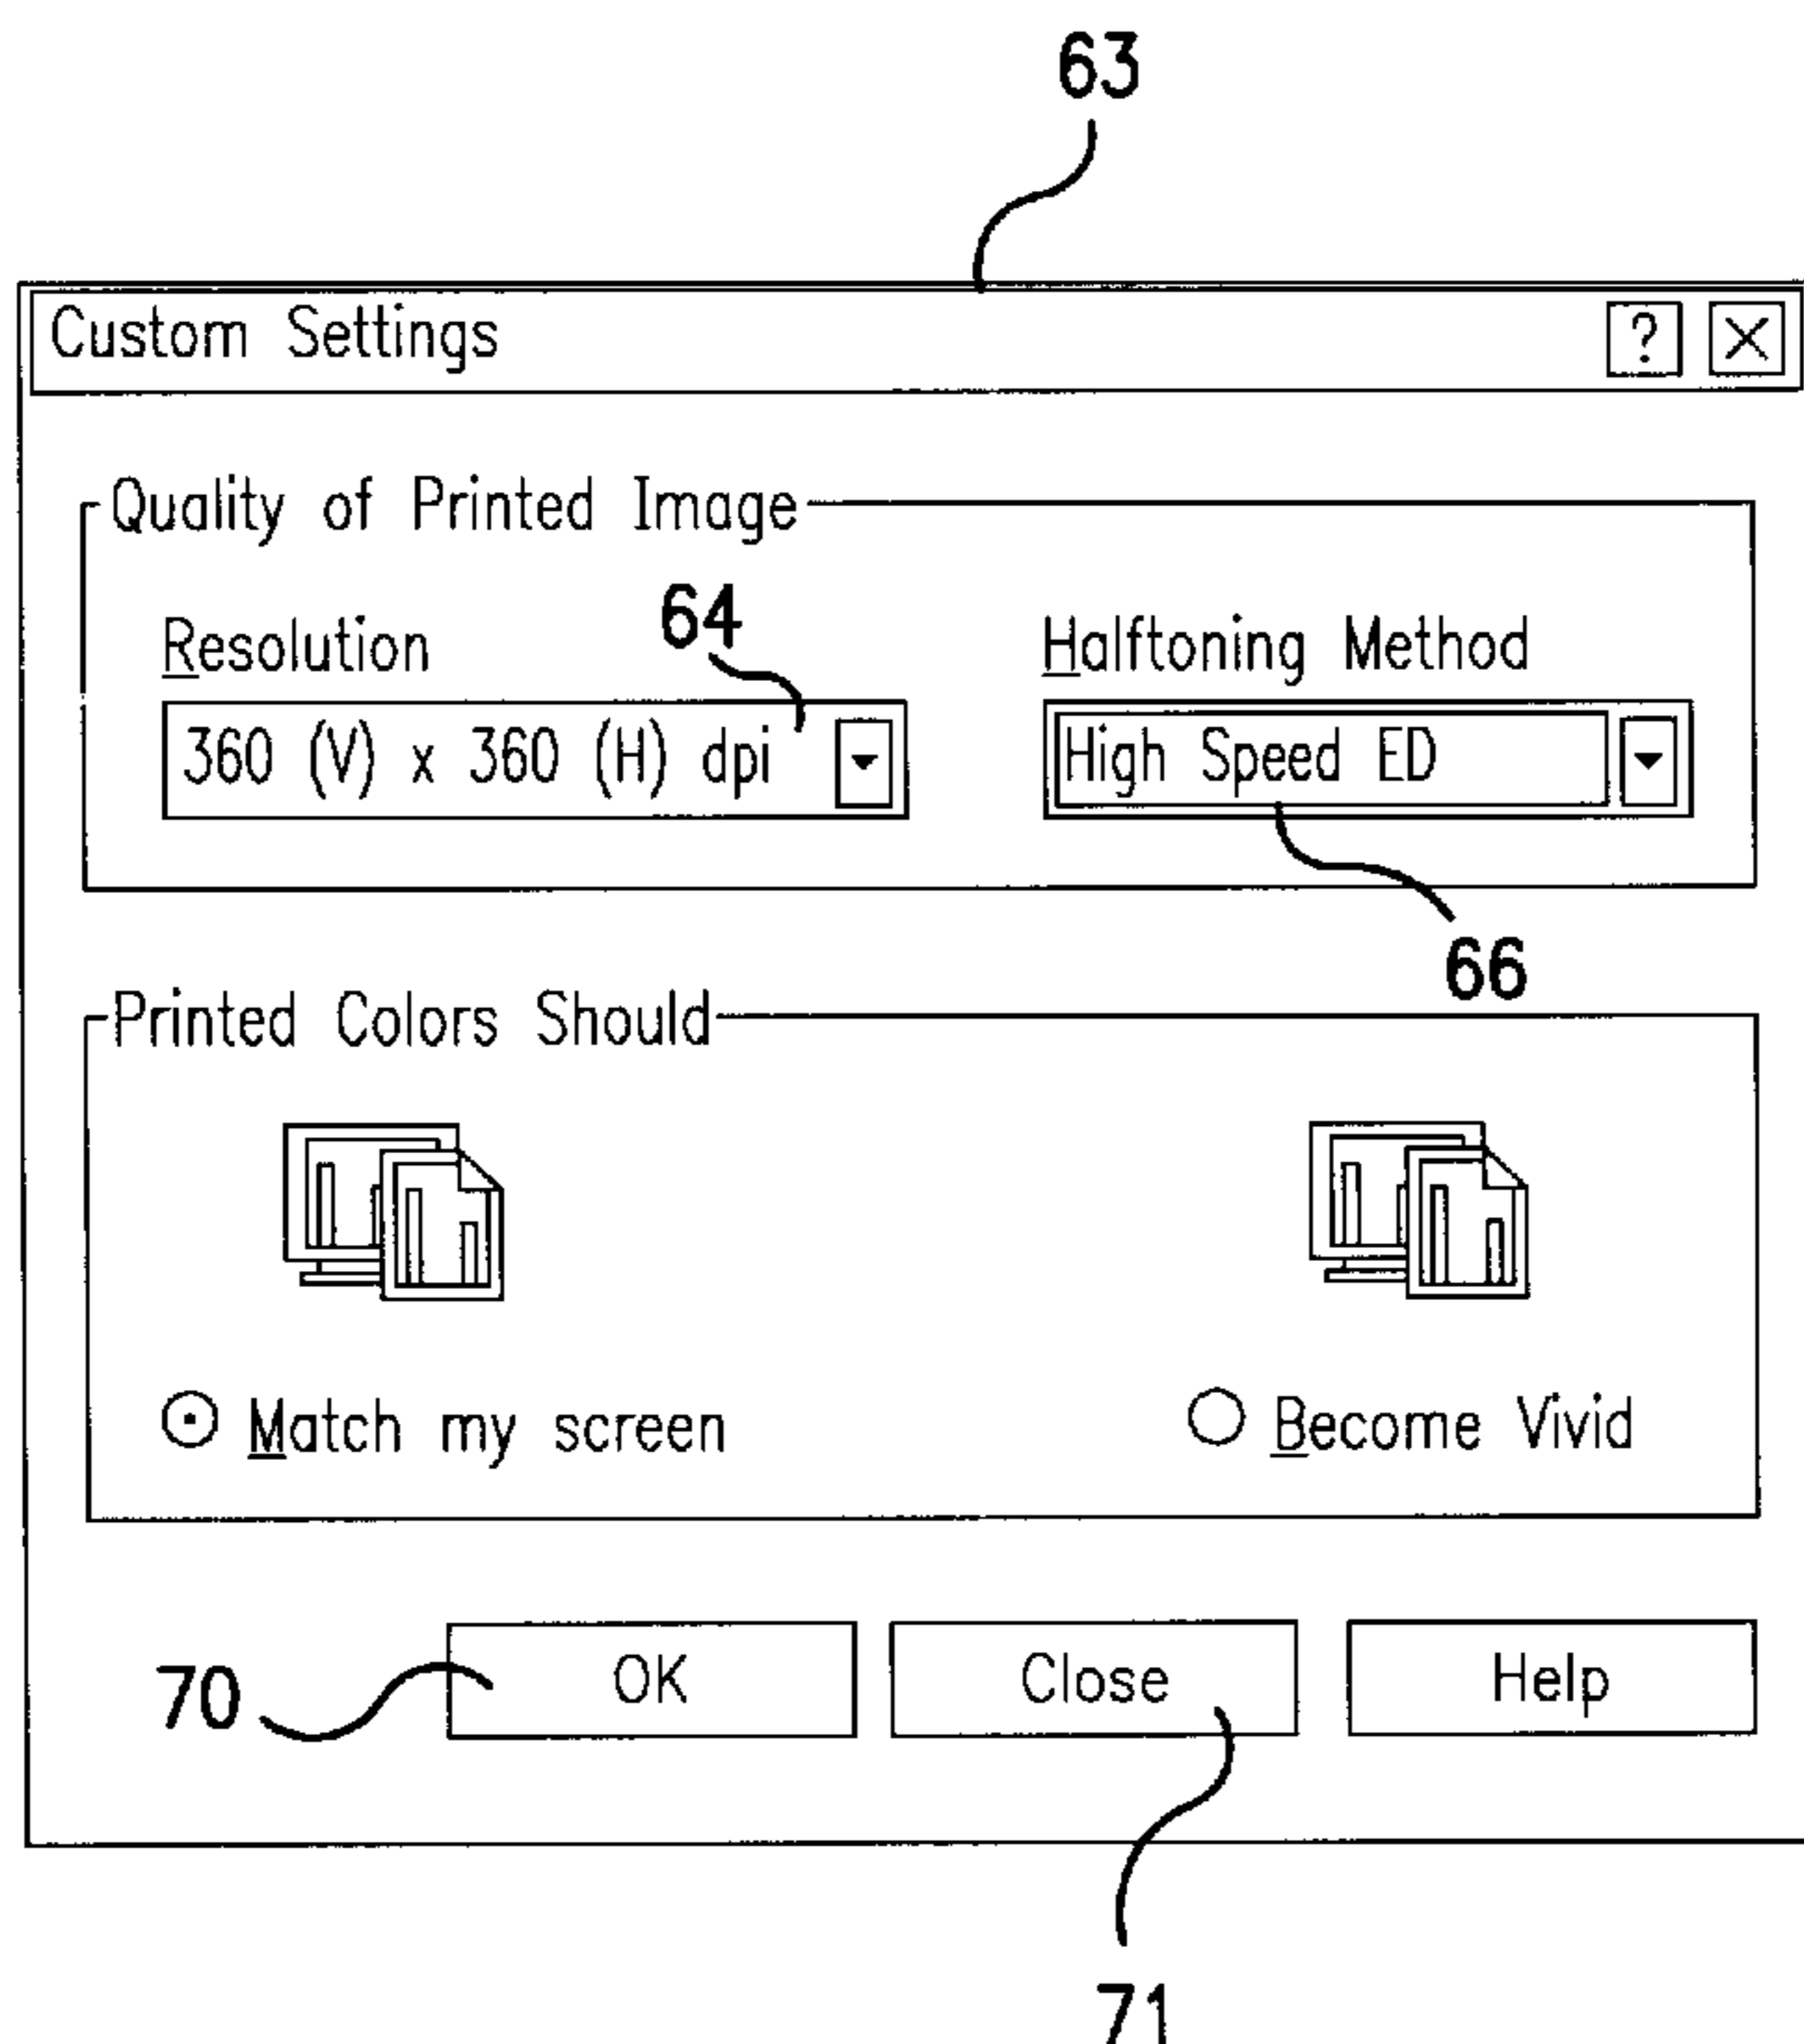 63
Custom Settings ? X
Quality of Printed Image
Resolution 64 Halftoning Method
360 (V) x 360 (H) dpi High Speed ED
66
Printed Colors Should
Match my screen Become Vivid
70 OK Close Help
71